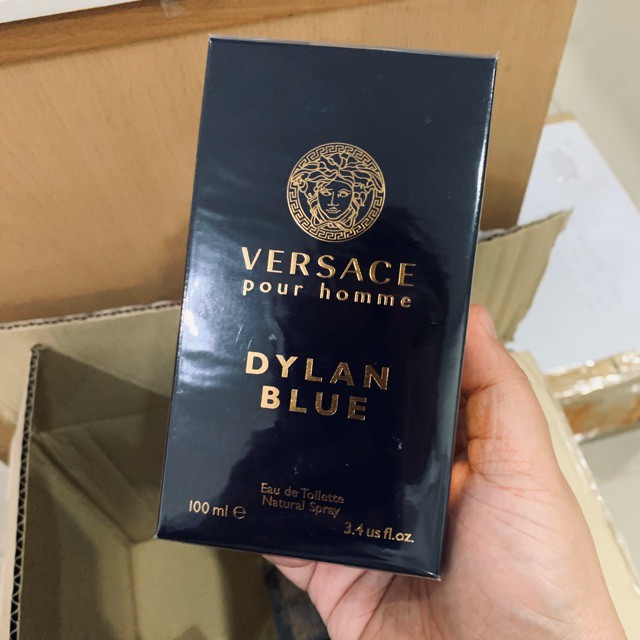 VERSACE
pour homme
DYLAN
BLUE
Eau de Toilette
Natural Spray
100 ml e
3.4 us fl.oz.